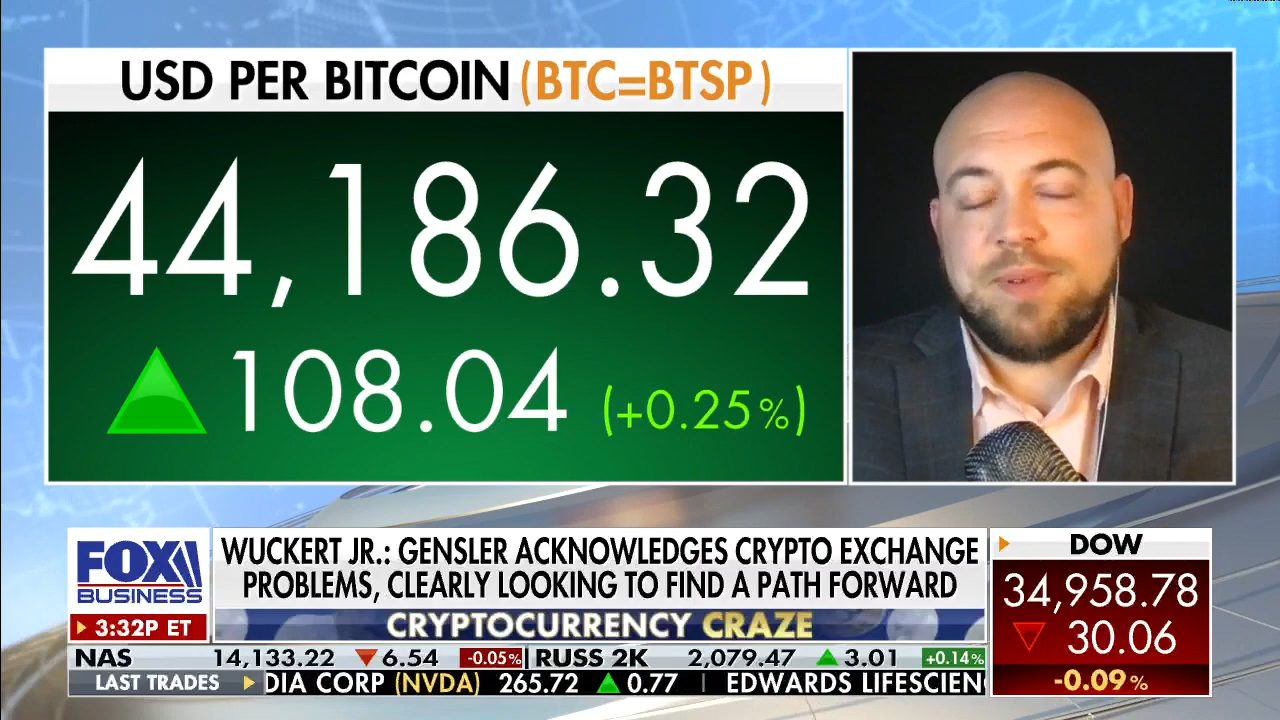 USD PER BITCOIN (BTC=BTSP)
44,186.32
108.04 (+0.25%)
WUCKERT JR.: GENSLER ACKNOWLEDGES CRYPTO EXCHANGE
PROBLEMS, CLEARLY LOOKING TO FIND A PATH FORWARD
CRYPTOCURRENCY CRAZE
FOX
BUSINESS
3:32P ET
DOW
34,958.78
30.06
-0.09%
NAS 14,133.22 6.54 -0.05% RUSS 2K 2,079.47 3.01 +0.14%
LAST TRADES DIA CORP (NVDA) 265.72 0.77 | EDWARDS LIFESCIEN